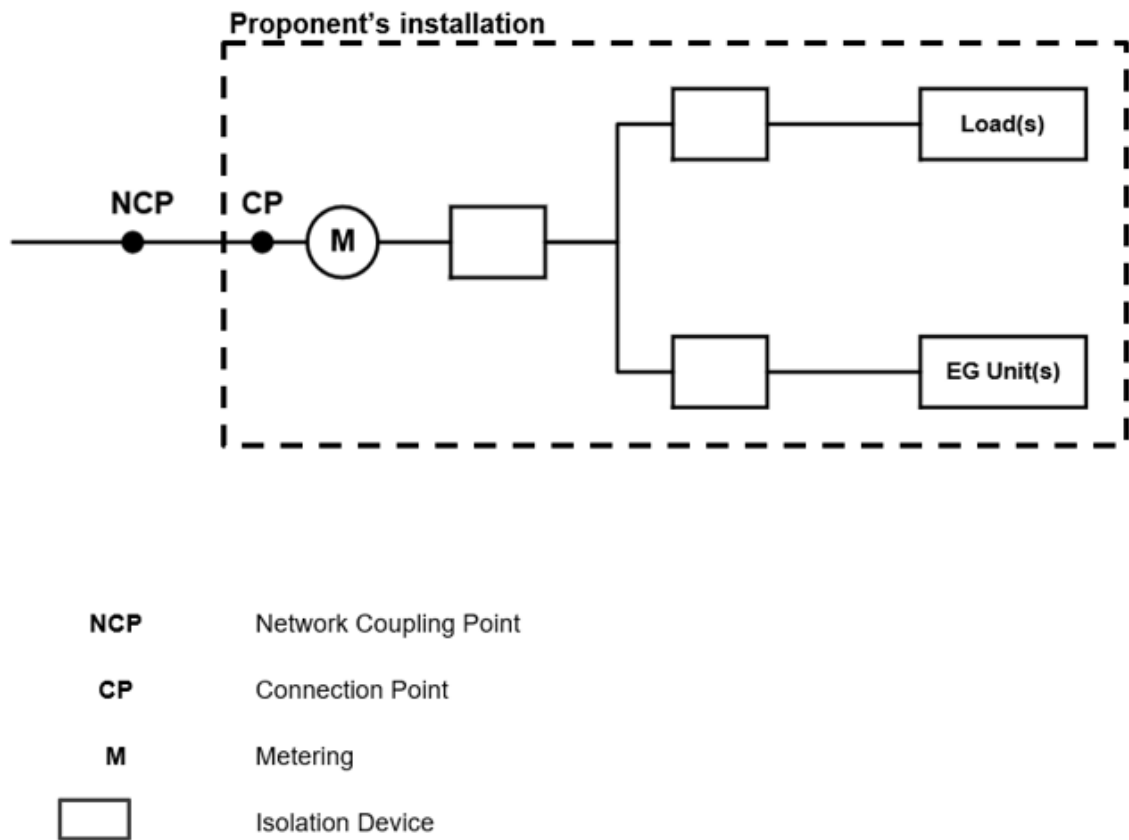 Proponent's installation
Load(s)
NCP
CP
M
EG Unit(s)
NCP Network Coupling Point
CP Connection Point
M Metering
Isolation Device